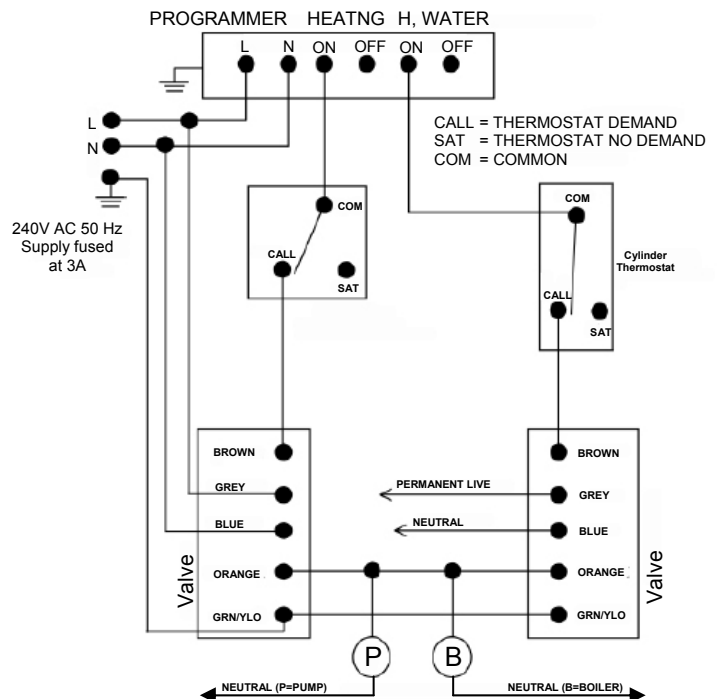 PROGRAMMER HEATNG H, WATER
L N ON OFF ON OFF
L
N
CALL = THERMOSTAT DEMAND
SAT = THERMOSTAT NO DEMAND
COM = COMMON
240V AC 50 Hz
Supply fused
at 3A
COM
CALL
SAT
COM
Cylinder
Thermostat
CALL
SAT
BROWN
GREY
BLUE
ORANGE
GRN/YLO
Valve
PERMANENT LIVE
NEUTRAL
BROWN
GREY
BLUE
ORANGE
GRN/YLO
Valve
P
B
NEUTRAL (P=PUMP)
NEUTRAL (B=BOILER)